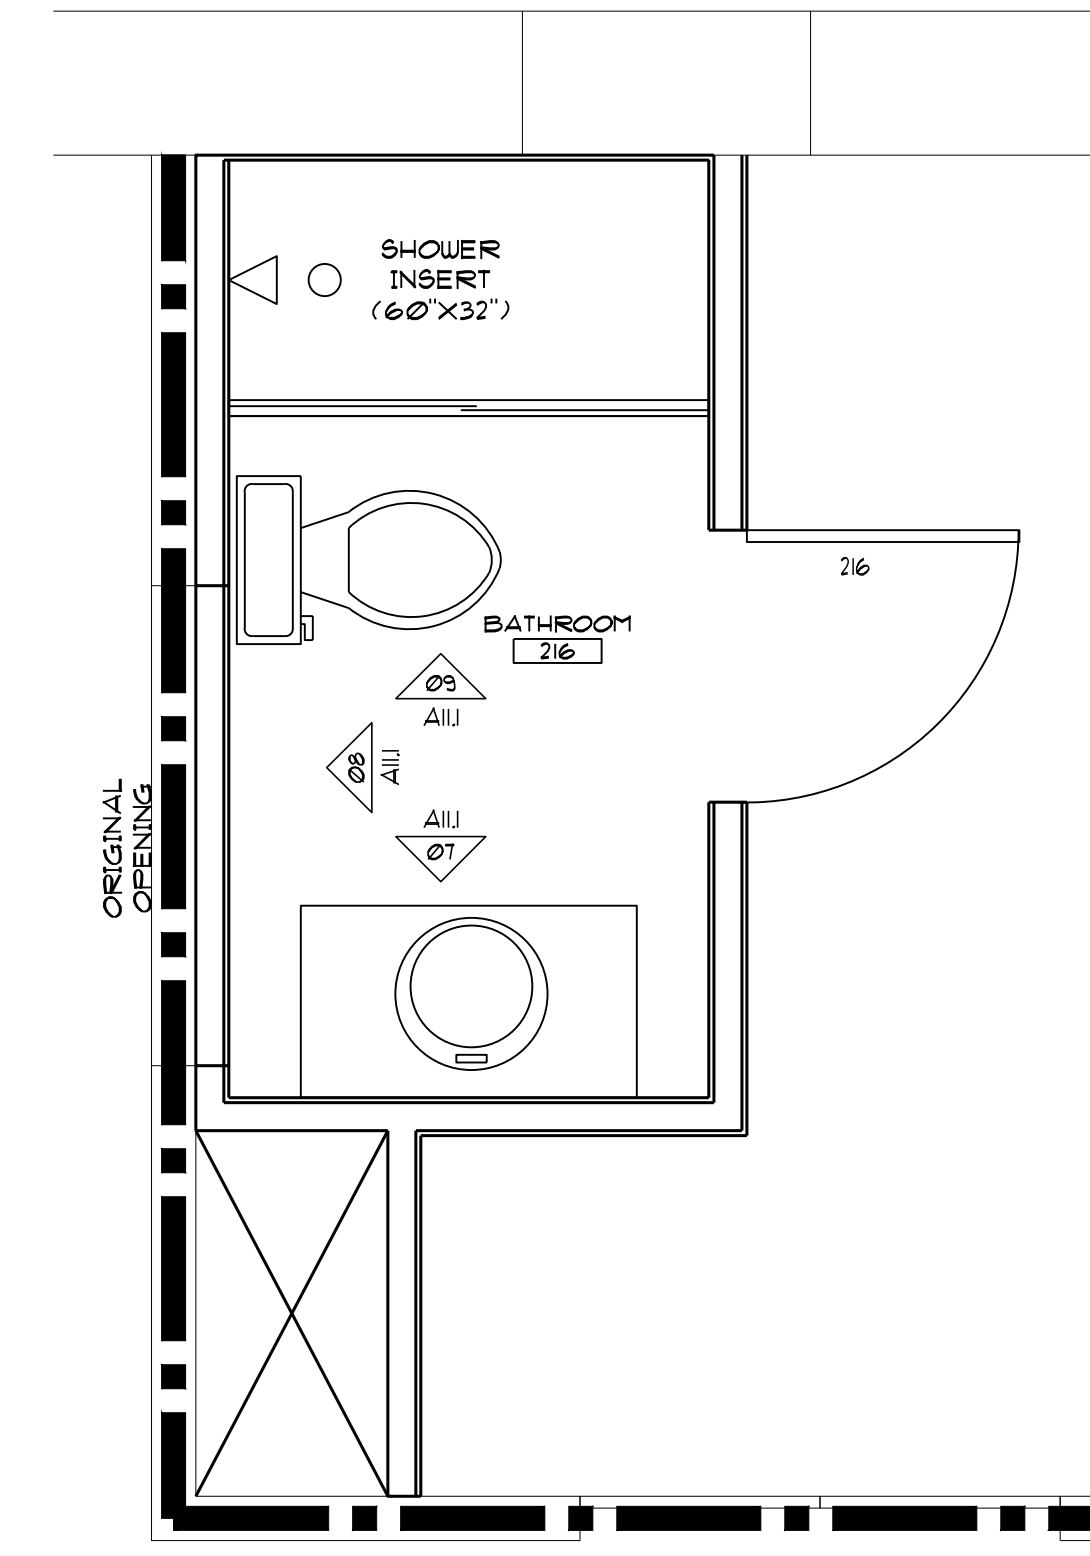 SHOWER
INSERT
(60"X32")
216
BATHROOM
216
09
A11.1
08
A11.1
A11.1
07
ORIGINAL
OPENING